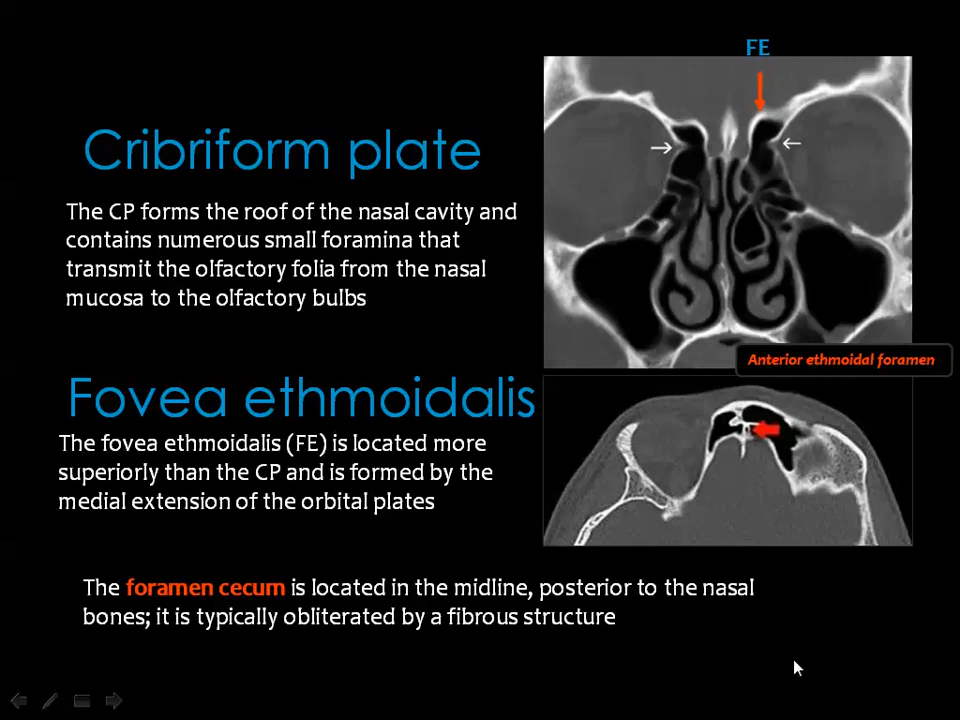 FE
Cribriform plate
The CP forms the roof of the nasal cavity and
contains numerous small foramina that
transmit the olfactory folia from the nasal
mucosa to the olfactory bulbs
Anterior ethmoidal foramen
Fovea ethmoidalis
The fovea ethmoidalis (FE) is located more
superiorly than the CP and is formed by the
medial extension of the orbital plates
The foramen cecum is located in the midline, posterior to the nasal
bones; it is typically obliterated by a fibrous structure